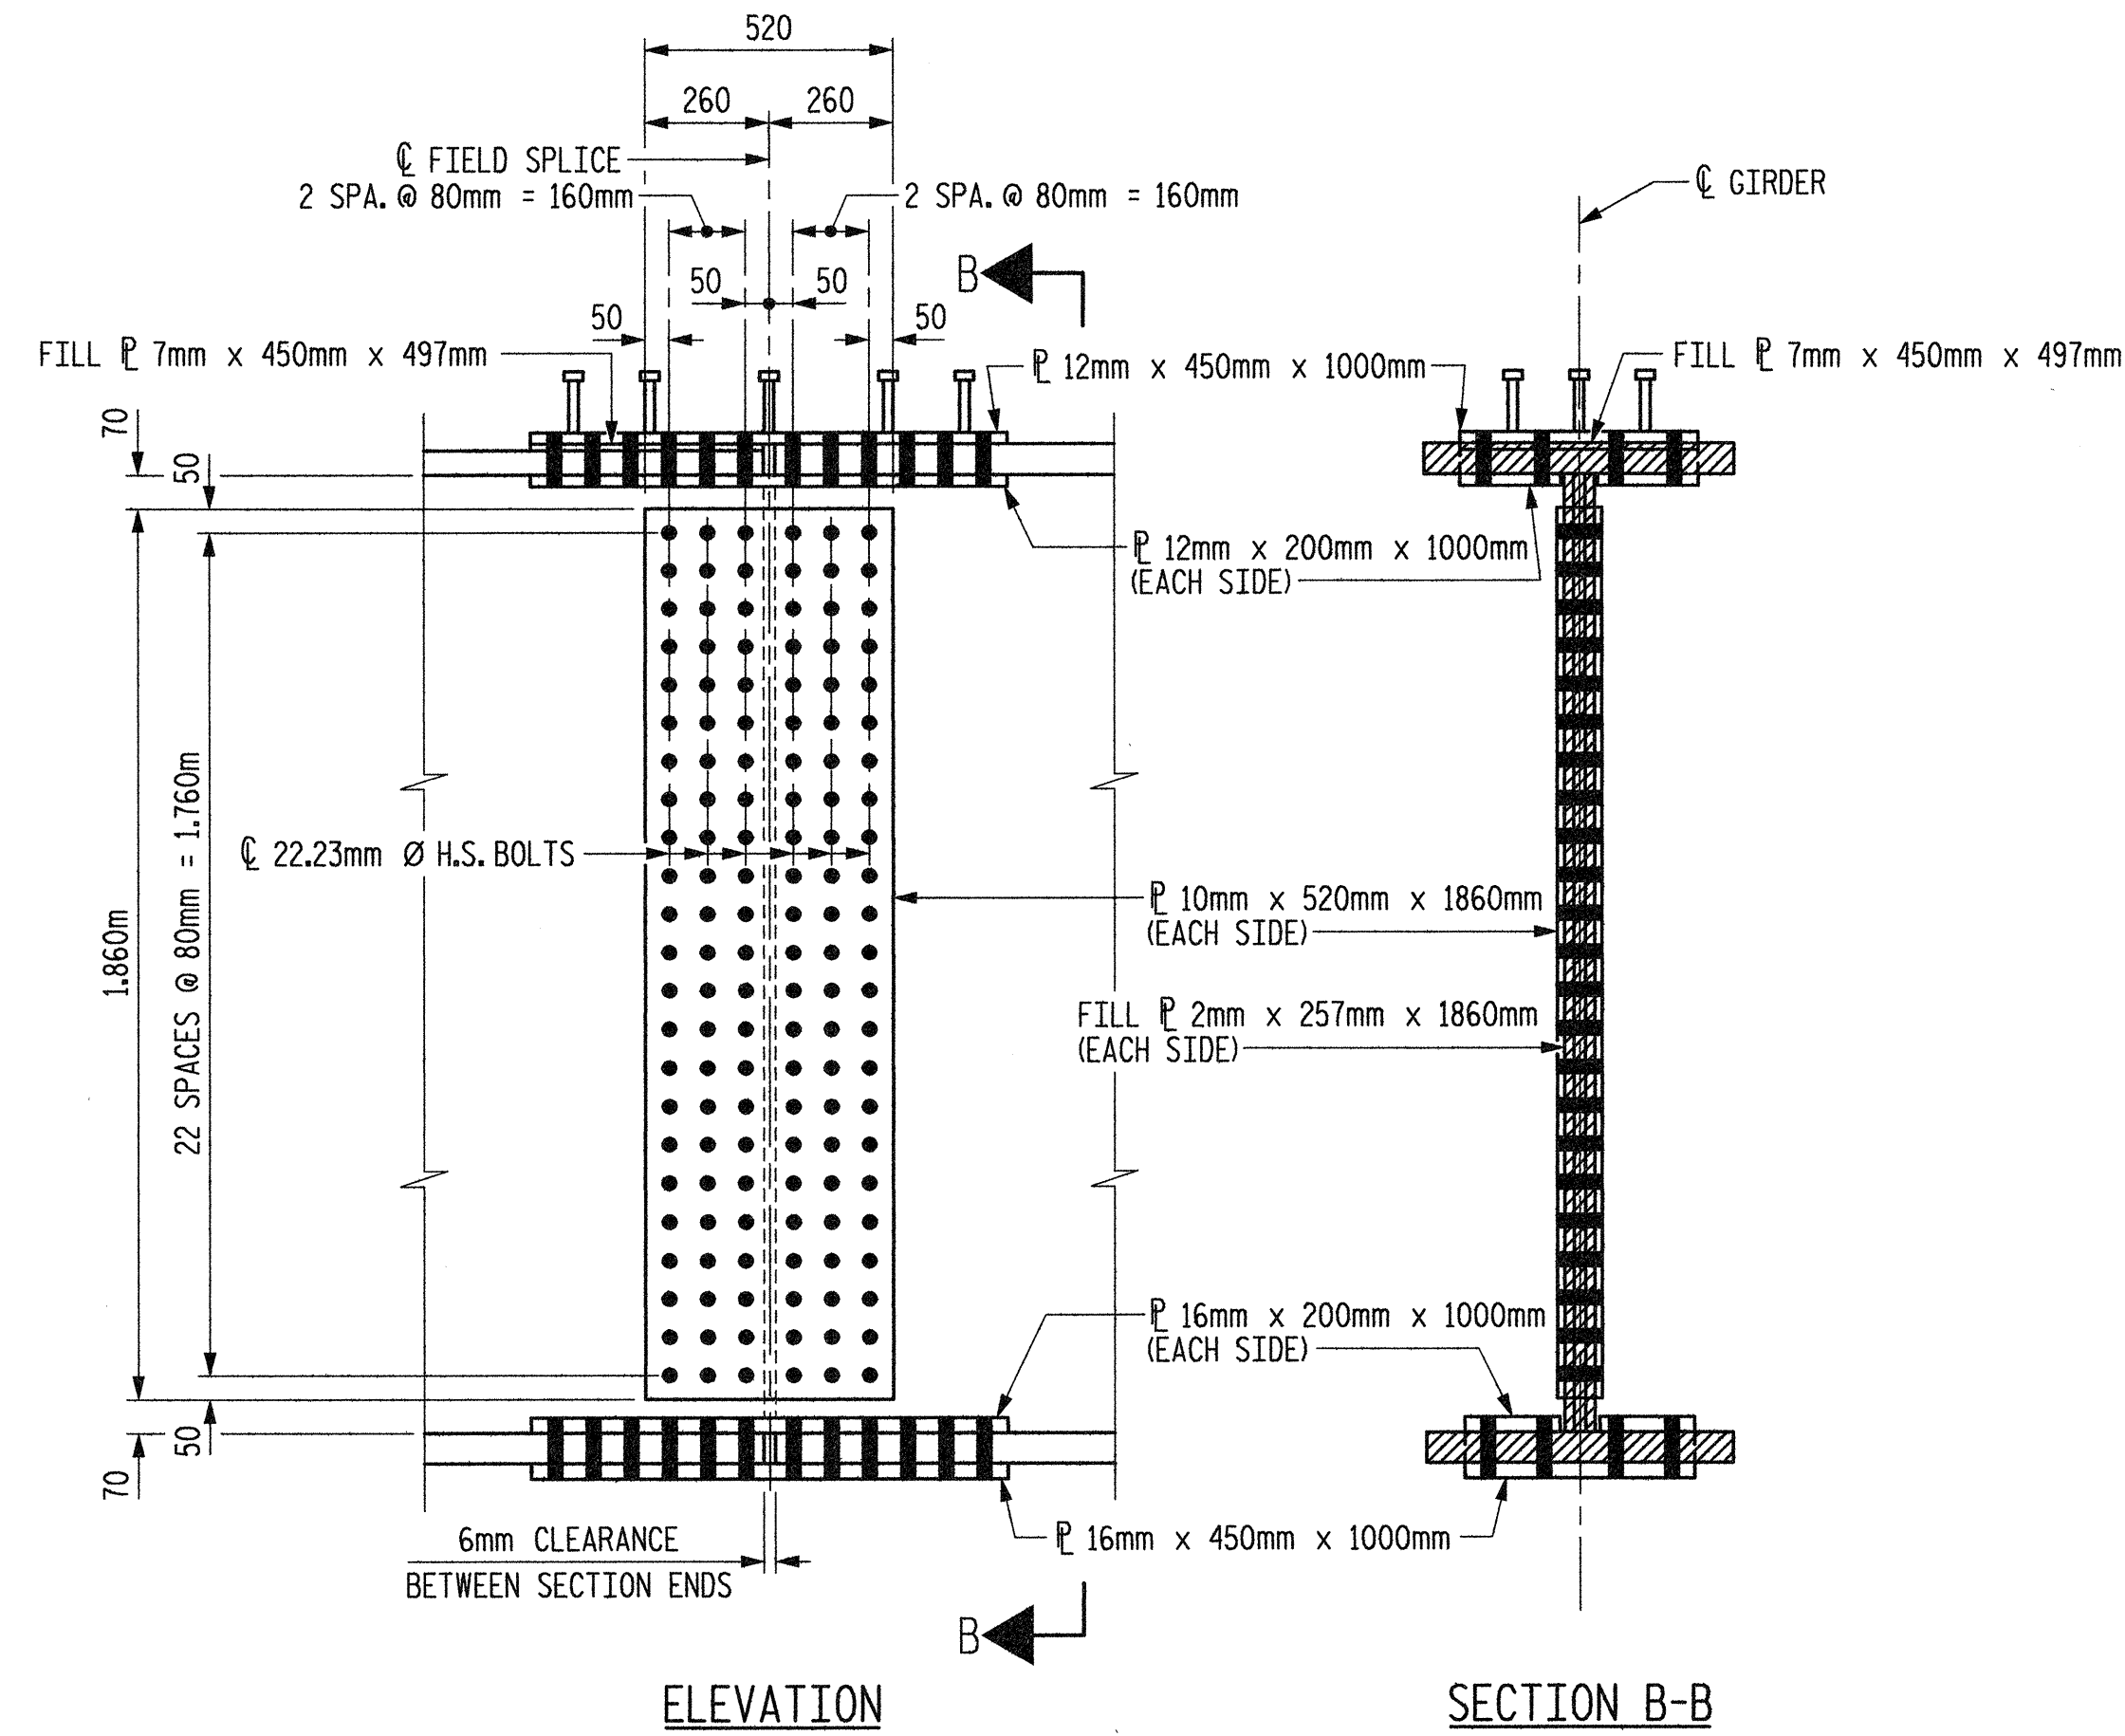 520
260
260
℄ FIELD SPLICE
2 SPA. @ 80mm = 160mm
2 SPA. @ 80mm = 160mm
℄ GIRDER
B
50
50
50
50
FILL ⅊ 7mm x 450mm x 497mm
⅊ 12mm x 450mm x 1000mm
FILL ⅊ 7mm x 450mm x 497mm
70
50
⅊ 12mm x 200mm x 1000mm
(EACH SIDE)
1.860m
22 SPACES @ 80mm = 1.760m
℄ 22.23mm Ø H.S. BOLTS
⅊ 10mm x 520mm x 1860mm
(EACH SIDE)
FILL ⅊ 2mm x 257mm x 1860mm
(EACH SIDE)
⅊ 16mm x 200mm x 1000mm
(EACH SIDE)
50
70
6mm CLEARANCE
BETWEEN SECTION ENDS
⅊ 16mm x 450mm x 1000mm
B
ELEVATION
SECTION B-B